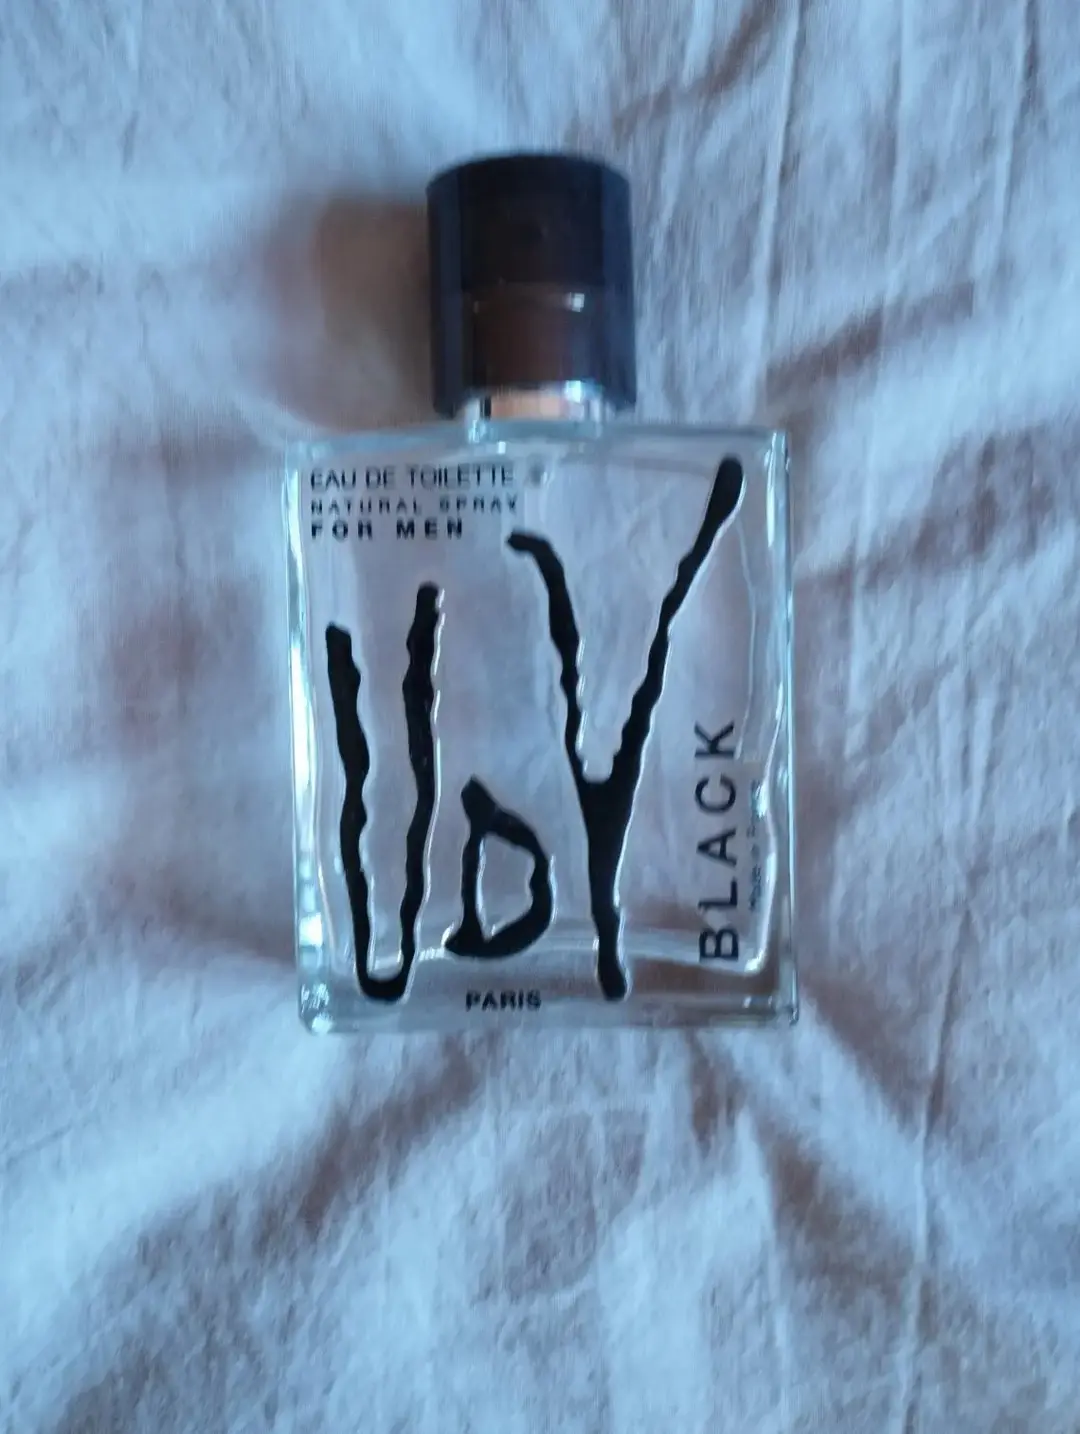 EAU DE TOILETTE
NATURAL SPRAY
FOR MEN
UDV
BLACK
PARIS